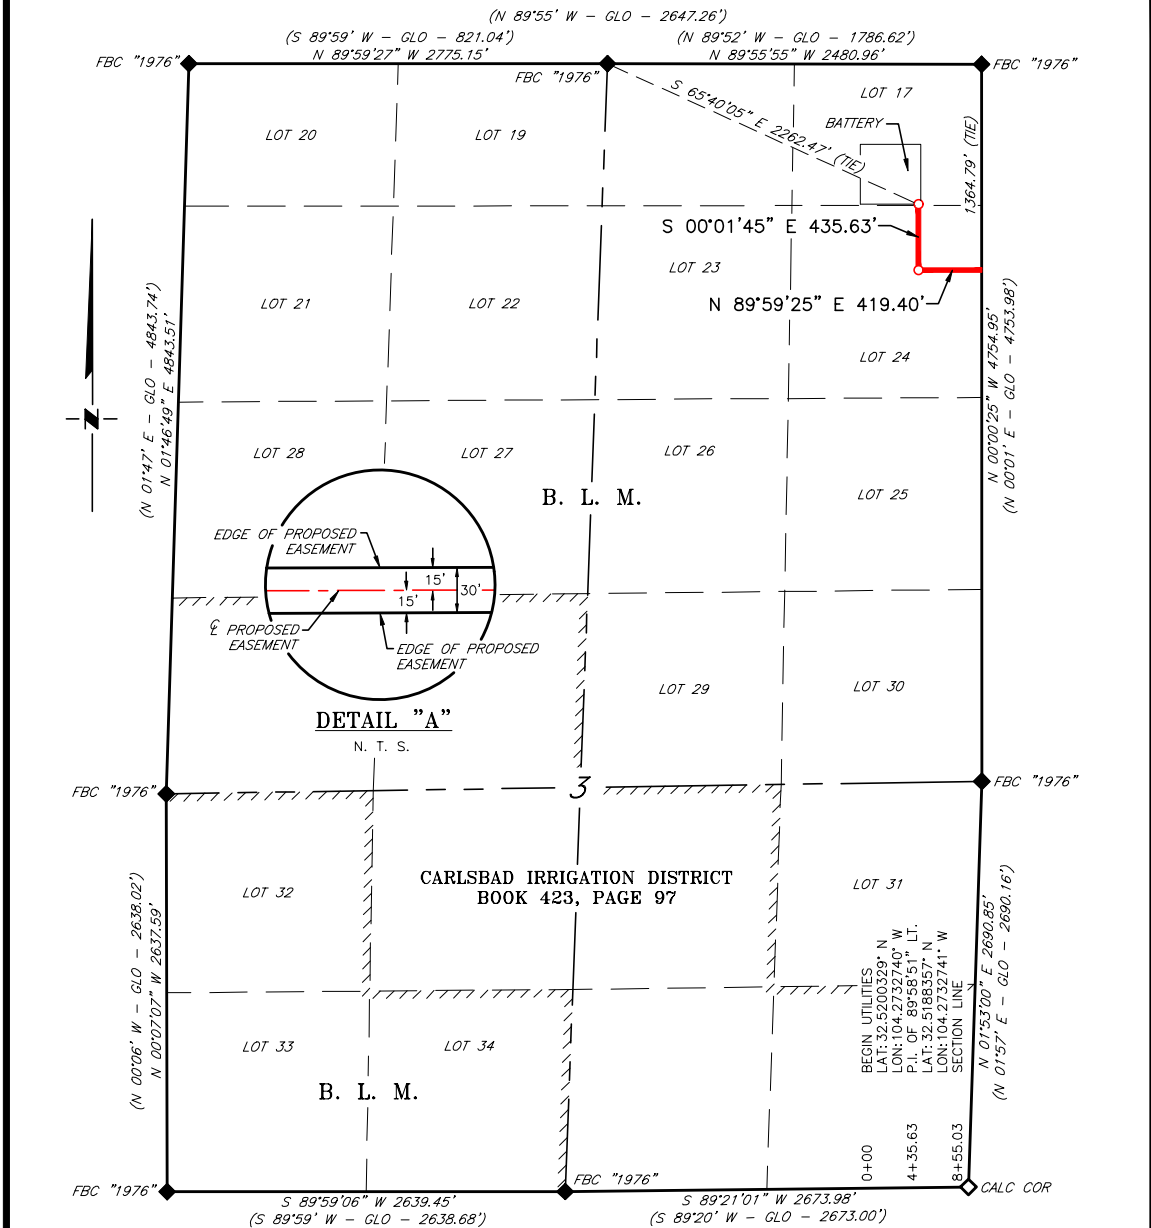 (N 89°55' W - GLO - 2647.26')
(S 89°59' W - GLO - 821.04')
(N 89°52' W - GLO - 1786.62')
N 89°59'27" W 2775.15'
N 89°55'55" W 2480.96'
FBC "1976"
FBC "1976"
FBC "1976"
LOT 17
S 65°40'05" E 2262.47' (TIE)
BATTERY
LOT 20
LOT 19
1364.79' (TIE)
S 00°01'45" E 435.63'
LOT 23
LOT 21
LOT 22
N 89°59'25" E 419.40'
LOT 24
(N 01°47' E - GLO - 4843.74')
N 01°46'49" E 4843.51'
N 00°00'25" W 4754.95'
(N 00°01' E - GLO - 4753.98')
N
LOT 28
LOT 27
LOT 26
B. L. M.
LOT 25
EDGE OF PROPOSED
EASEMENT
15'
30'
15'
℄ PROPOSED
EASEMENT
EDGE OF PROPOSED
EASEMENT
LOT 29
LOT 30
DETAIL "A"
N. T. S.
FBC "1976"
3
FBC "1976"
CARLSBAD IRRIGATION DISTRICT
BOOK 423, PAGE 97
LOT 32
LOT 31
(N 00°06' W - GLO - 2638.02')
N 00°07'07" W 2637.59'
BEGIN UTILITIES
LAT: 32.5200329° N
LON:104.2732740° W
P.I. OF 89°58'51" LT.
LAT: 32.5188357° N
LON:104.2732741° W
SECTION LINE
N 01°53'00" E 2690.85'
(N 01°57' E - GLO - 2690.16')
LOT 33
LOT 34
B. L. M.
0+00
4+35.63
8+55.03
FBC "1976"
FBC "1976"
CALC COR
S 89°59'06" W 2639.45'
(S 89°59' W - GLO - 2638.68')
S 89°21'01" W 2673.98'
(S 89°20' W - GLO - 2673.00')